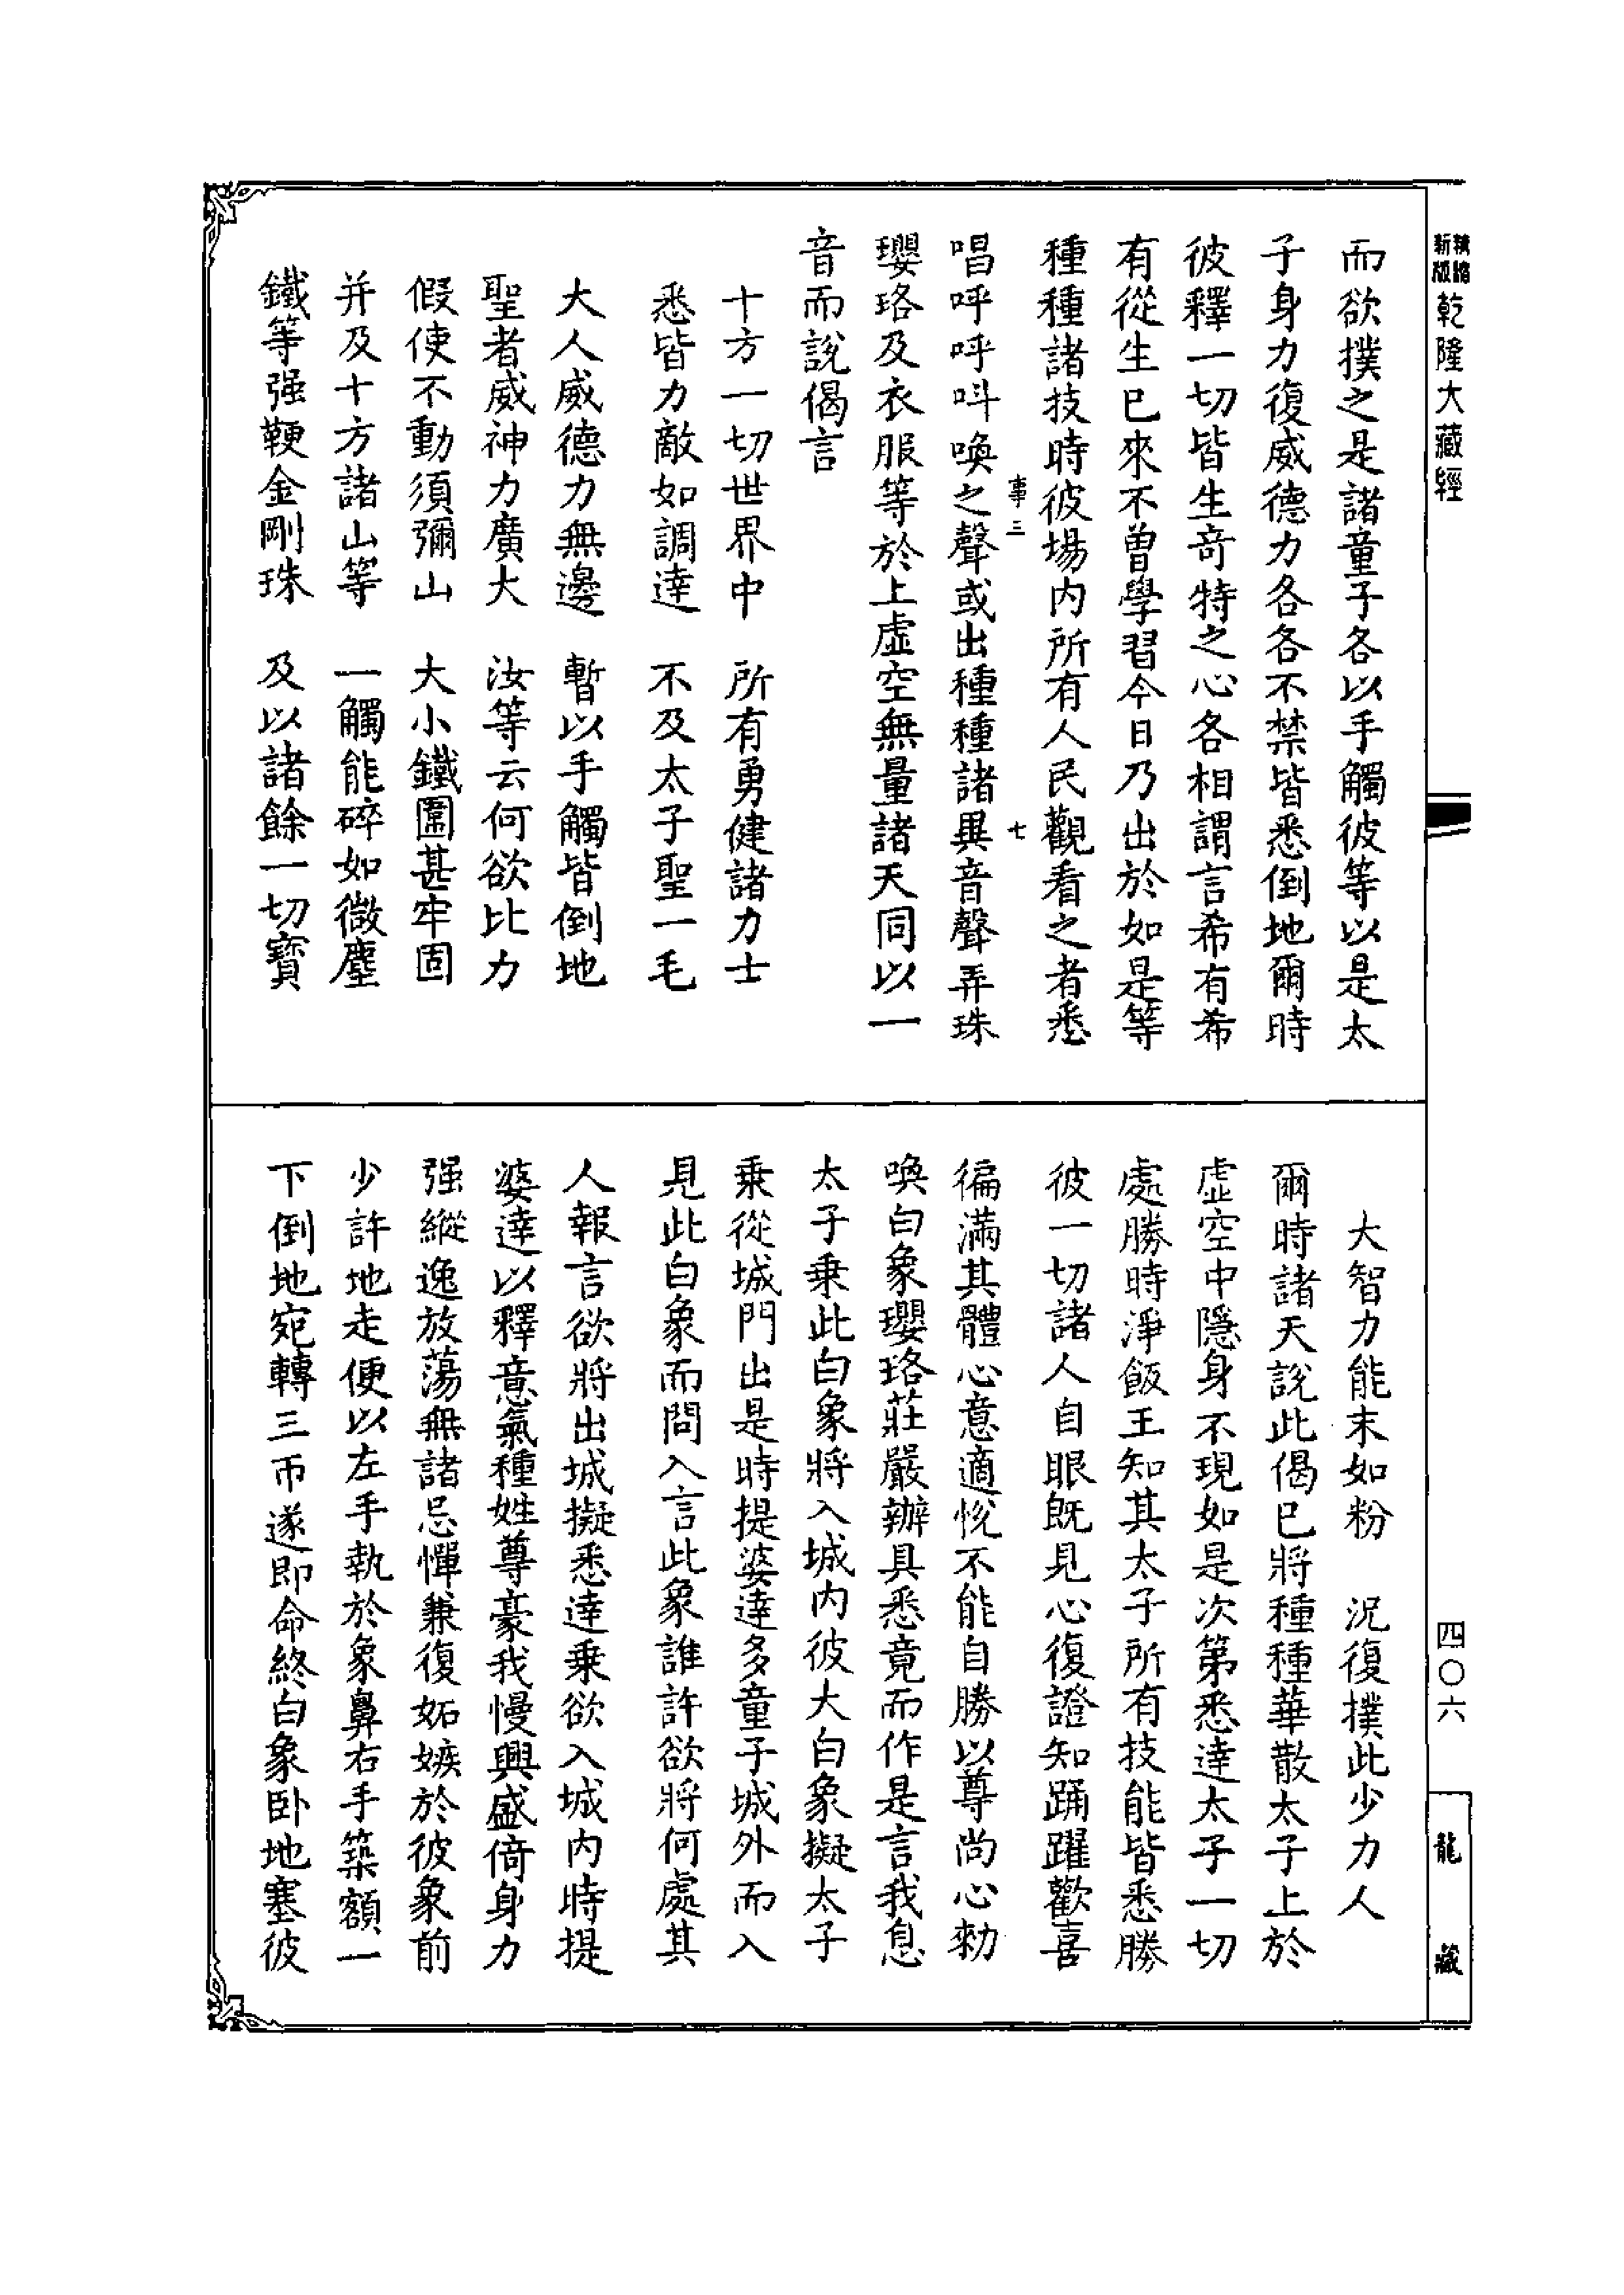 精縮
新版
乾隆大藏經
四〇六
龍藏
而欲撲之是諸童子各以手觸彼等以是太
子身力復威德力各各不禁皆悉倒地爾時
彼釋一切皆生竒特之心各相謂言希有希
有從生已來不曾學習今日乃出於如是等
種種諸技時彼場内所有人民觀看之者悉
事三
七
唱呼呼呌喚之聲或出種種諸異音聲弄珠
瓔珞及衣服等於上虛空無量諸天同以一
音而説偈言
十方一切世界中　所有勇健諸力士
悉皆力敵如調達　不及太子聖一毛
大人威德力無邊　暫以手觸皆倒地
聖者威神力廣大　汝等云何欲比力
假使不動須彌山　大小鐵圍甚牢固
并及十方諸山等　一觸能碎如微塵
鐵等强鞕金剛珠　及以諸餘一切寶
大智力能末如粉　况復撲此少力人
爾時諸天説此偈已將種種華散太子上於
虛空中隱身不現如是次第悉達太子一切
處勝時淨飯王知其太子所有技能皆悉勝
彼一切諸人自眼既見心復證知踊躍歡喜
徧滿其體心意適悅不能自勝以尊尚心勑
喚白象瓔珞莊嚴辦具悉竟而作是言我息
太子乗此白象將入城内彼大白象擬太子
乗從城門出是時提婆達多童子城外而入
見此白象而問入言此象誰許欲將何處其
人報言欲將出城擬悉達乗欲入城内時提
婆達以釋意氣種姓尊豪我慢興盛倚身力
强縱逸放蕩無諸忌憚兼復妬嫉於彼象前
少許地走便以左手執於象鼻右手築額一
下倒地宛轉三帀遂即命終白象卧地塞彼